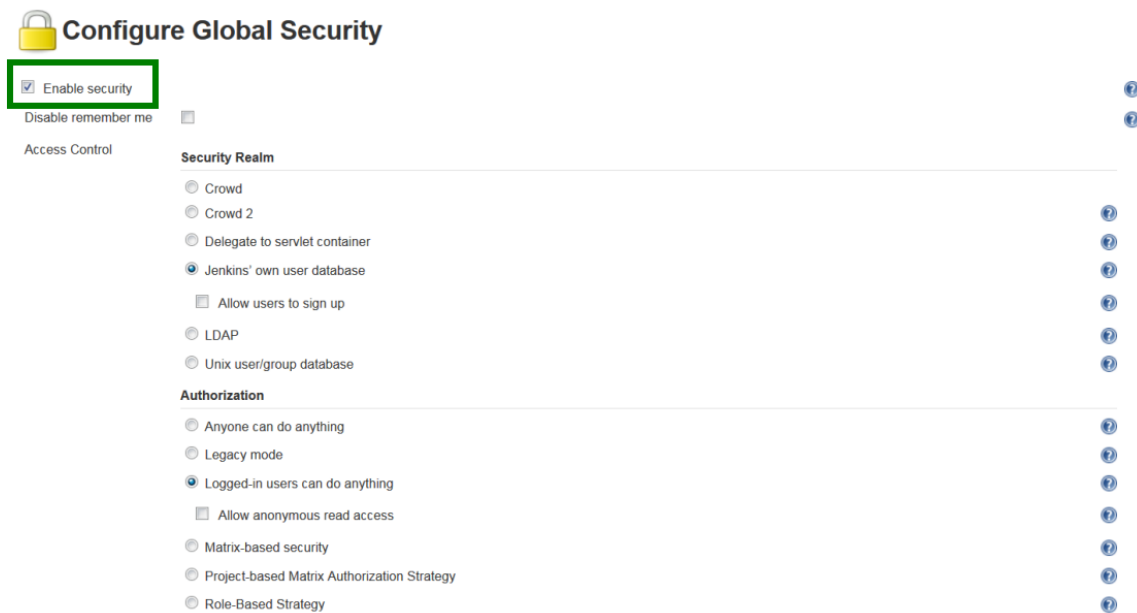 Configure Global Security
Enable security
Disable remember me
Access Control
Security Realm
Crowd
Crowd 2
Delegate to servlet container
Jenkins' own user database
Allow users to sign up
LDAP
Unix user/group database
Authorization
Anyone can do anything
Legacy mode
Logged-in users can do anything
Allow anonymous read access
Matrix-based security
Project-based Matrix Authorization Strategy
Role-Based Strategy